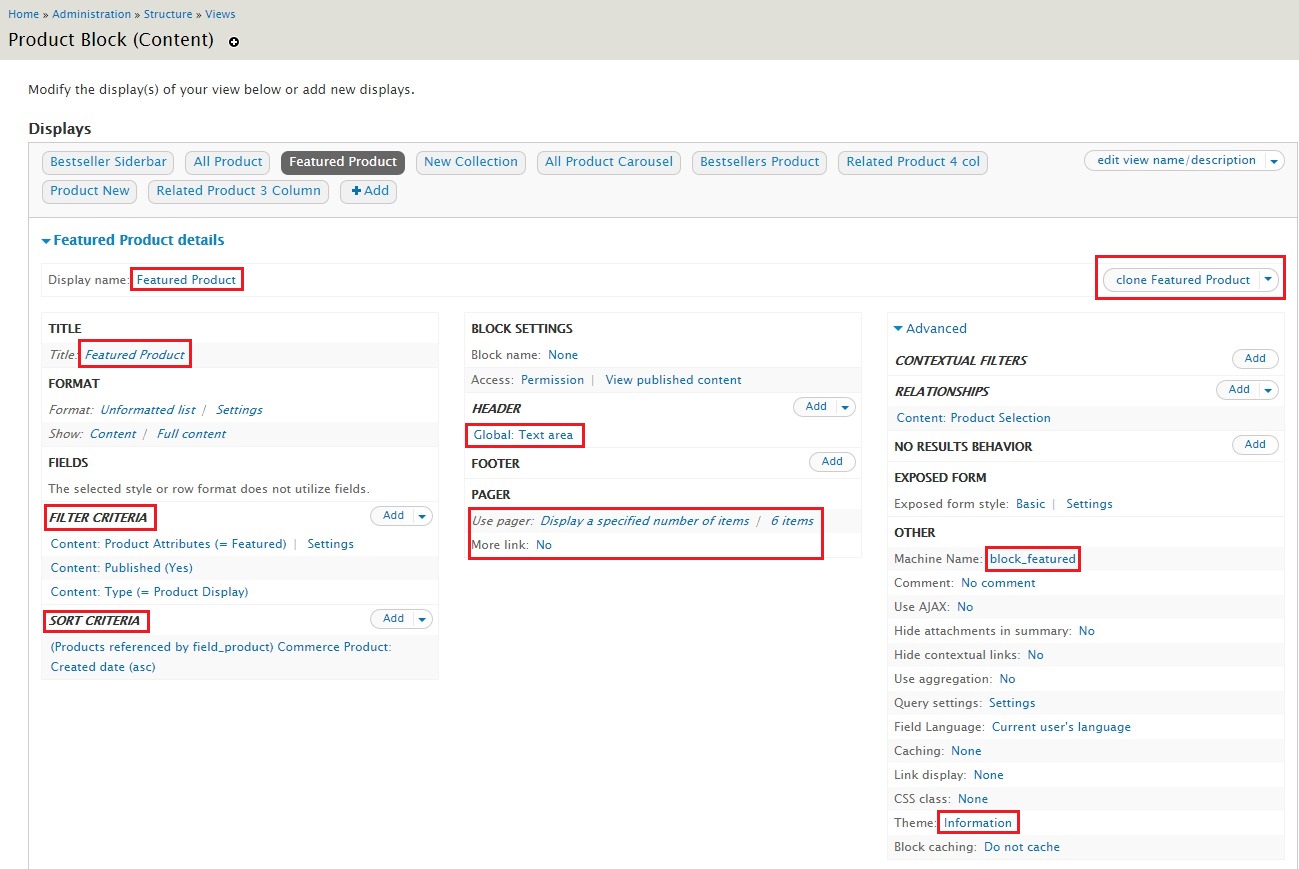 Home » Administration » Structure » Views
Product Block (Content)
Modify the display(s) of your view below or add new displays.
Displays
Bestseller Siderbar All Product Featured Product New Collection All Product Carousel Bestsellers Product Related Product 4 col edit view name/description
Product New Related Product 3 Column Add
Featured Product details
Display name: Featured Product clone Featured Product
TITLE
Title: Featured Product
FORMAT
Format: Unformatted list / Settings
Show: Content / Full content
FIELDS
The selected style or row format does not utilize fields.
FILTER CRITERIA Add
Content: Product Attributes (= Featured) | Settings
Content: Published (Yes)
Content: Type (= Product Display)
SORT CRITERIA Add
(Products referenced by field_product) Commerce Product:
Created date (asc)
BLOCK SETTINGS
Block name: None
Access: Permission | View published content
HEADER Add
Global: Text area
FOOTER Add
PAGER
Use pager: Display a specified number of items / 6 items
More link: No
Advanced
CONTEXTUAL FILTERS Add
RELATIONSHIPS Add
Content: Product Selection
NO RESULTS BEHAVIOR Add
EXPOSED FORM
Exposed form style: Basic | Settings
OTHER
Machine Name: block_featured
Comment: No comment
Use AJAX: No
Hide attachments in summary: No
Hide contextual links: No
Use aggregation: No
Query settings: Settings
Field Language: Current user's language
Caching: None
Link display: None
CSS class: None
Theme: Information
Block caching: Do not cache